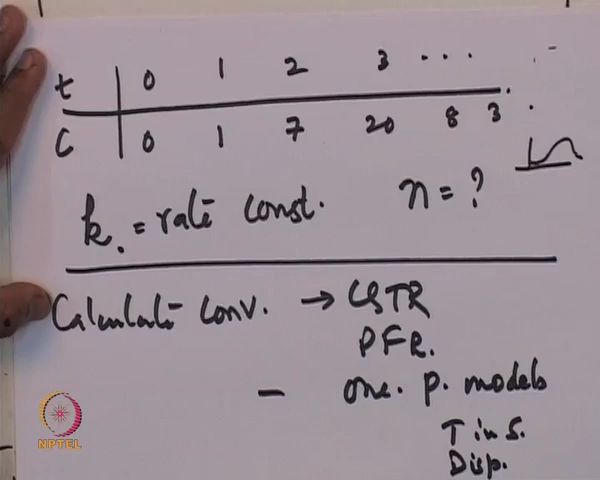 t | 0 1 2 3 ...
C | 0 1 7 20 8 3 .
k = rate const. n = ?
Calculate conv. → CSTR
PFR.
- one. p. models
T in S.
Disp.
NPTEL